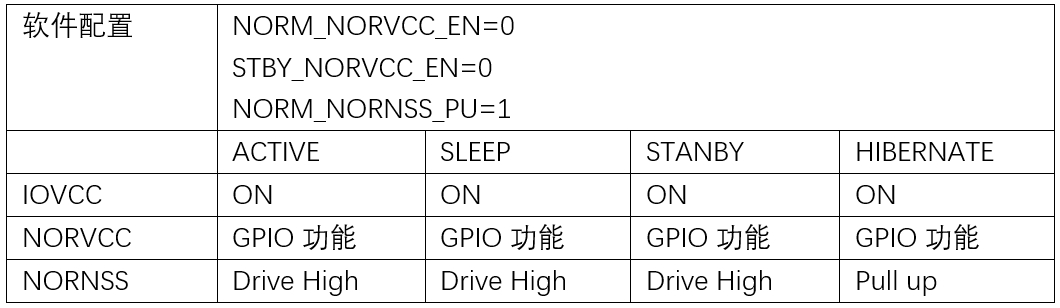 软件配置 NORM_NORVCC_EN=0
STBY_NORVCC_EN=0
NORM_NORNSS_PU=1
ACTIVE SLEEP STANBY HIBERNATE
IOVCC ON ON ON ON
NORVCC GPIO 功能 GPIO 功能 GPIO 功能 GPIO 功能
NORNSS Drive High Drive High Drive High Pull up